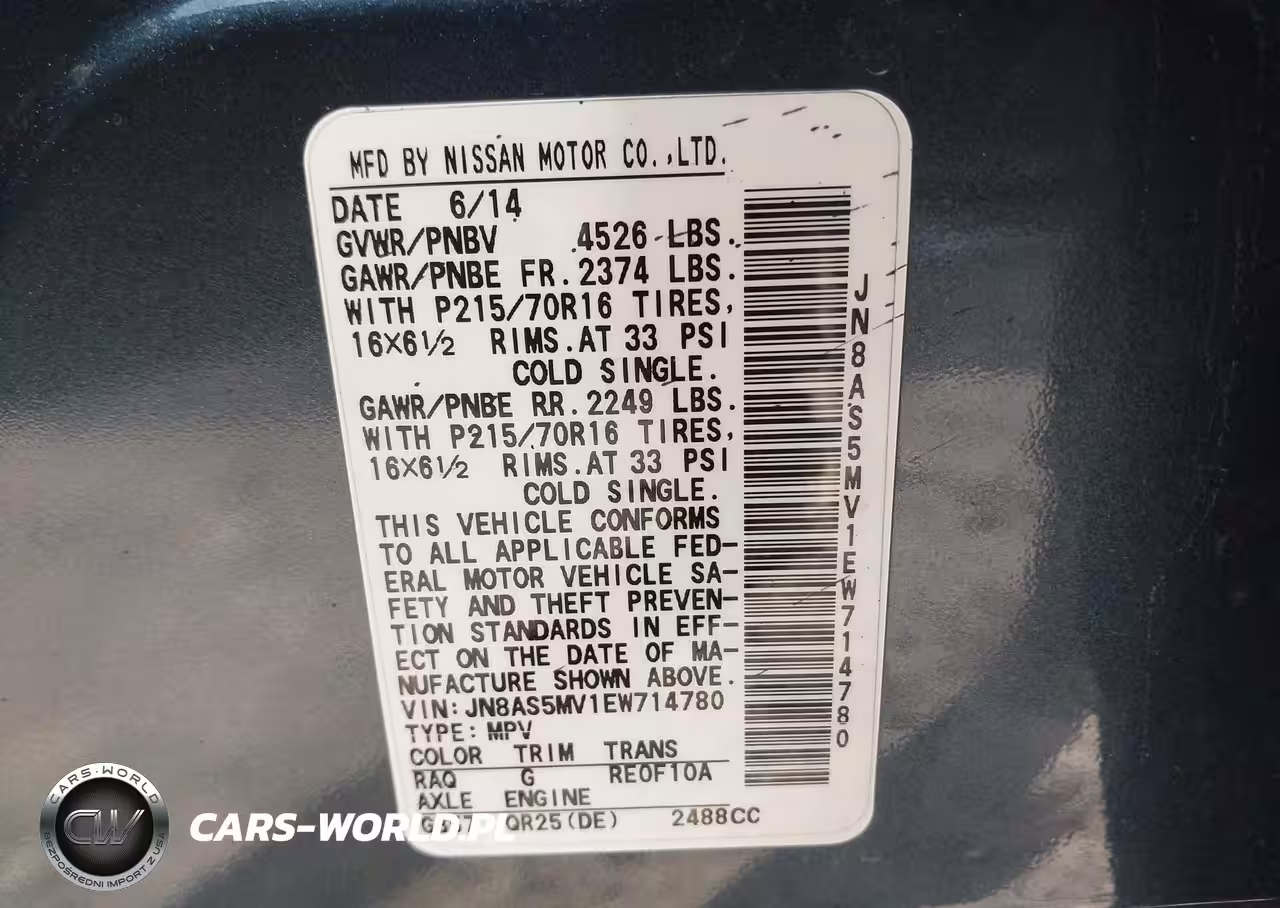 MFD BY NISSAN MOTOR CO.,LTD.
DATE 6/14
GVWR/PNBV 4526 LBS.
GAWR/PNBE FR. 2374 LBS.
WITH P215/70R16 TIRES,
16X6½ RIMS. AT 33 PSI
COLD SINGLE.
GAWR/PNBE RR. 2249 LBS.
WITH P215/70R16 TIRES,
16X6½ RIMS. AT 33 PSI
COLD SINGLE.
THIS VEHICLE CONFORMS
TO ALL APPLICABLE FED-
ERAL MOTOR VEHICLE SA-
FETY AND THEFT PREVEN-
TION STANDARDS IN EFF-
ECT ON THE DATE OF MA-
NUFACTURE SHOWN ABOVE.
VIN: JN8AS5MV1EW714780
TYPE: MPV
COLOR TRIM TRANS
RAQ G RE0F10A
AXLE ENGINE
QR25(DE) 2488CC
JN8AS5MV1EW714780
CARS-WORLD
CW
BEZPOŚREDNI IMPORT Z USA
CARS-WORLD.PL